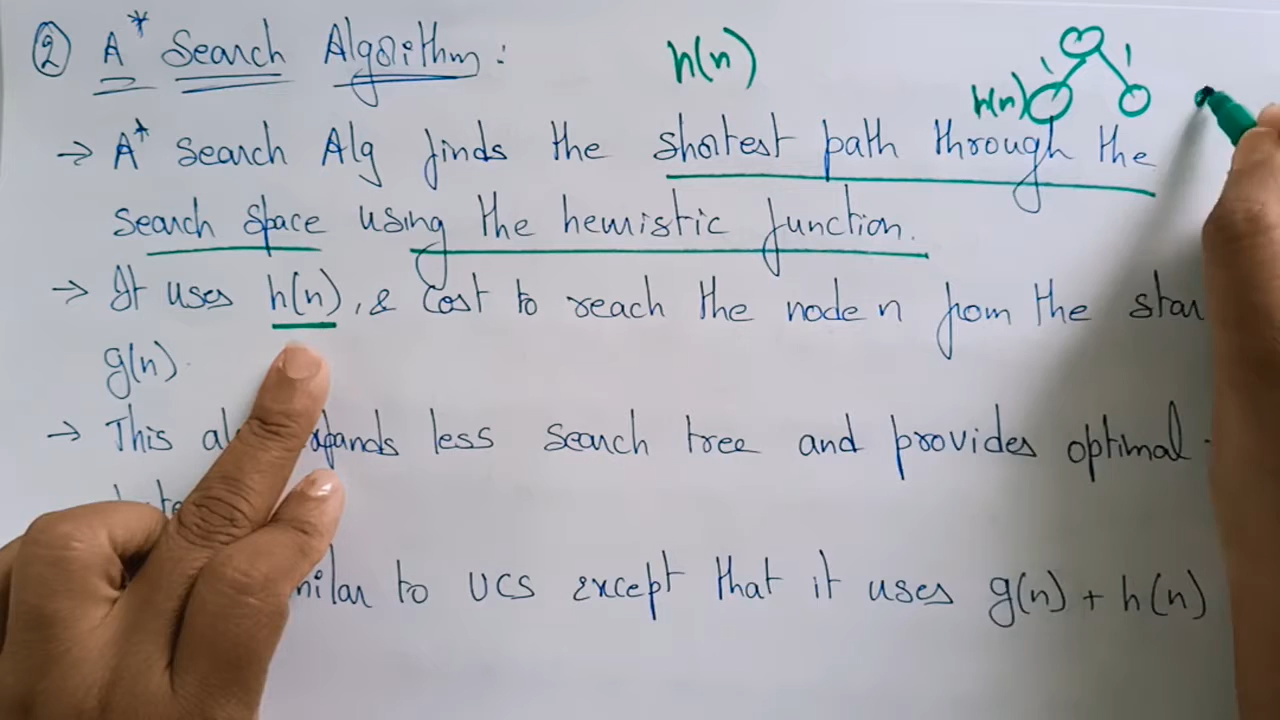 ② A* Search Algorithm :
h(n)
h(n)
→ A* search Alg finds the shortest path through the
search space using the hemistic function.
→ It uses h(n), & Cost to reach the node n from the star
g(n).
→ This expands less search tree and provides optimal
to UCS except that it uses g(n) + h(n)